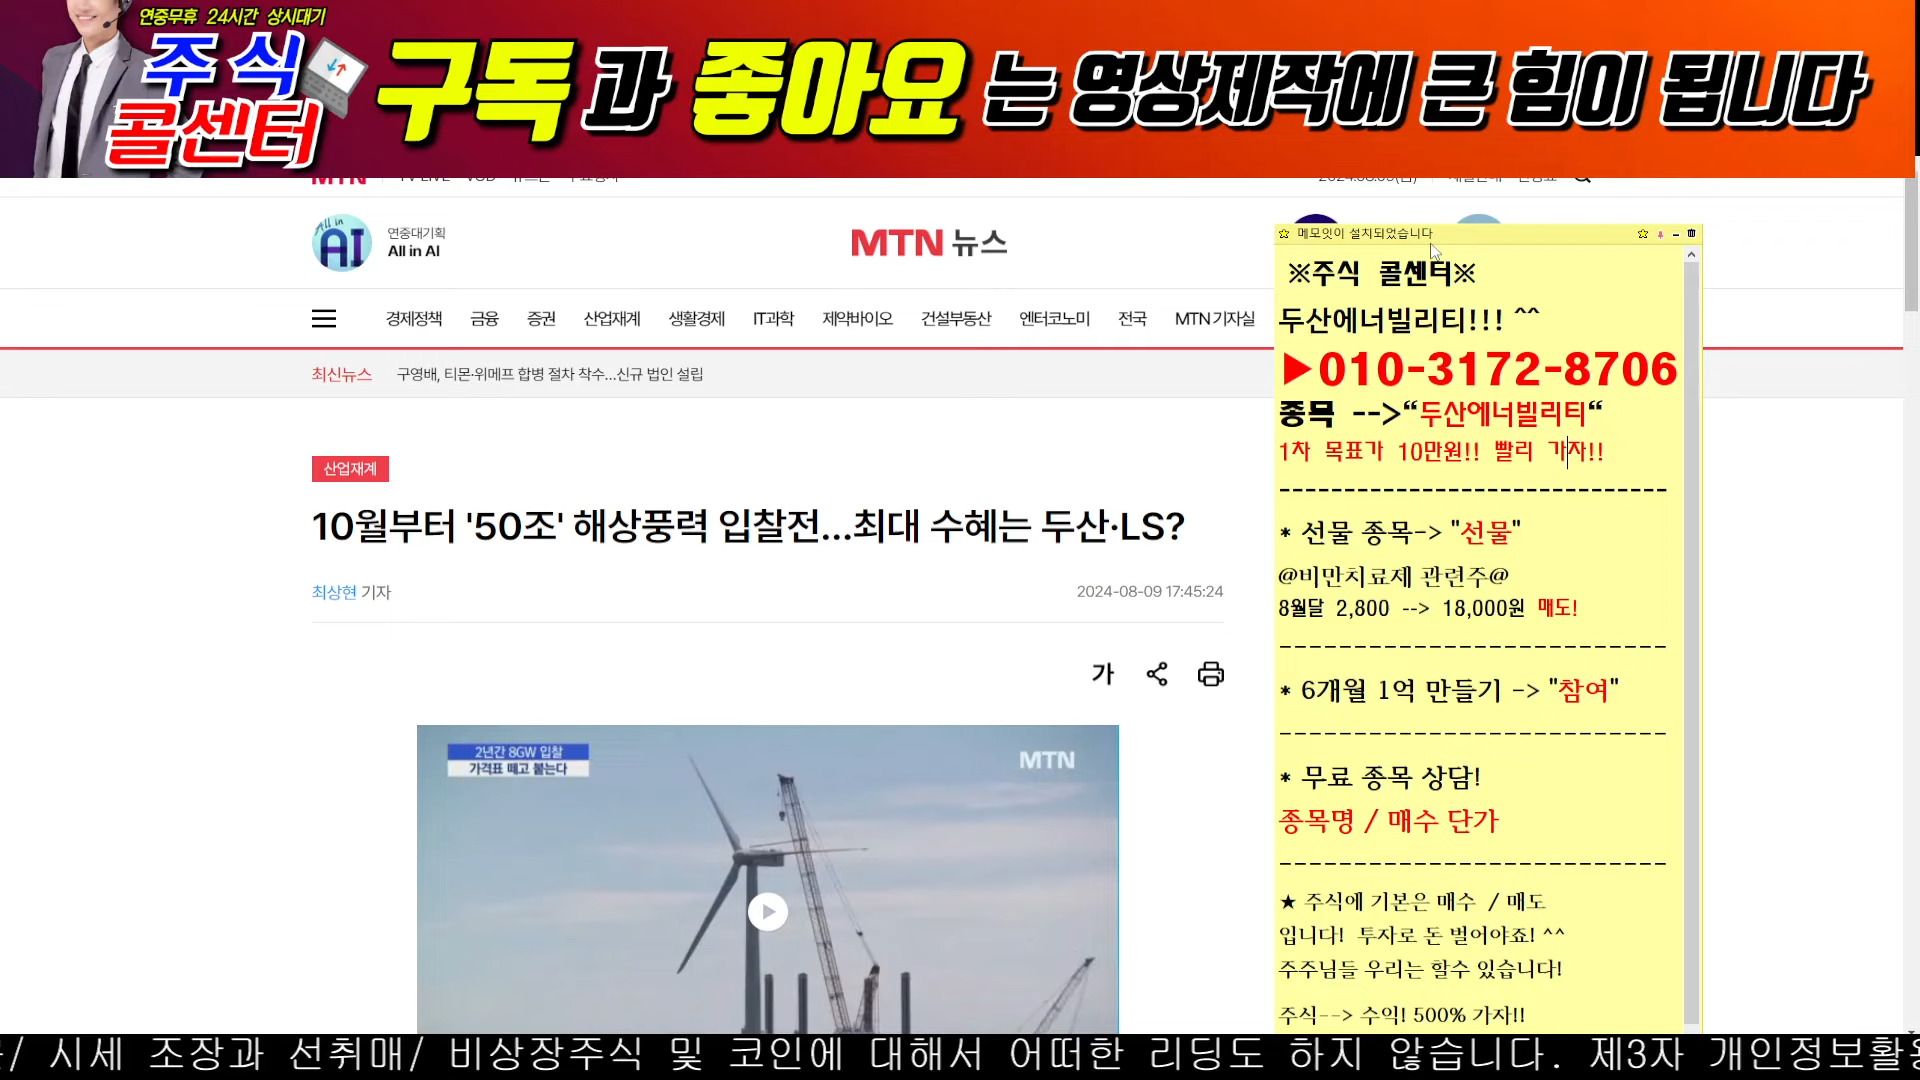 연중무휴 24시간 상시대기
주식
콜센터
구독과 좋아요는 영상제작에 큰 힘이 됩니다
연중대기획
All in AI
All in
AI
MTN 뉴스
경제정책 금융 증권 산업재계 생활경제 IT과학 제약바이오 건설부동산 엔터코노미 전국 MTN 기자실
최신뉴스 구영배, 티몬·위메프 합병 절차 착수...신규 법인 설립
산업재계
10월부터 '50조' 해상풍력 입찰전...최대 수혜는 두산·LS?
최상현 기자
2024-08-09 17:45:24
가
2년간 8GW 입찰
가격표 떼고 붙는다
MTN
메모잇이 설치되었습니다
※주식 콜센터※
두산에너빌리티!!! ^^
▶010-3172-8706
종목 -->“두산에너빌리티“
1차 목표가 10만원!! 빨리 가자!!
------------------------------
* 선물 종목-> "선물"
@비만치료제 관련주@
8월달 2,800 --> 18,000원 매도!
--------------------------
* 6개월 1억 만들기 -> "참여"
--------------------------
* 무료 종목 상담!
종목명 / 매수 단가
--------------------------
★ 주식에 기본은 매수 / 매도
입니다! 투자로 돈 벌어야죠! ^^
주주님들 우리는 할수 있습니다!
주식--> 수익! 500% 가자!!
/ 시세 조장과 선취매/ 비상장주식 및 코인에 대해서 어떠한 리딩도 하지 않습니다. 제3자 개인정보활용